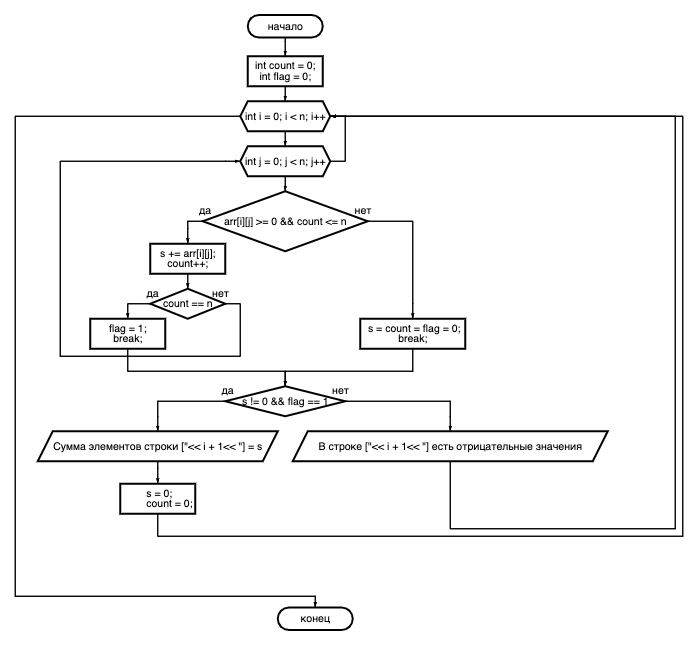 начало
int count = 0;
int flag = 0;
int i = 0; i < n; i++
int j = 0; j < n; j++
да
нет
arr[i][j] >= 0 && count <= n
s += arr[i][j];
count++;
да
нет
count == n
flag = 1;
break;
s = count = flag = 0;
break;
да
нет
s != 0 && flag == 1
Сумма элементов строки ["<< i + 1<< "] = s
В строке ["<< i + 1<< "] есть отрицательные значения
s = 0;
count = 0;
конец